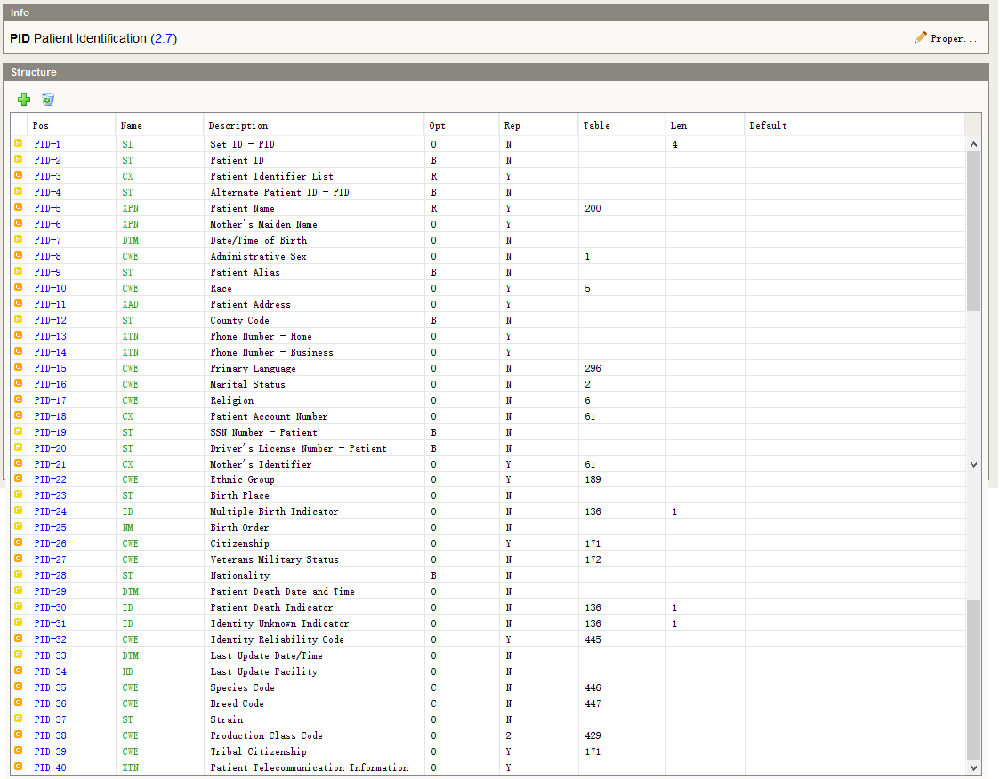 Info
PID Patient Identification (2.7)
Proper...
Structure
Pos Name Description Opt Rep Table Len Default
PID-1 SI Set ID - PID O N 4
PID-2 ST Patient ID B N
PID-3 CX Patient Identifier List R Y
PID-4 ST Alternate Patient ID - PID B N
PID-5 XPN Patient Name R Y 200
PID-6 XPN Mother's Maiden Name O Y
PID-7 DTM Date/Time of Birth O N
PID-8 CWE Administrative Sex O N 1
PID-9 ST Patient Alias B N
PID-10 CWE Race O Y 5
PID-11 XAD Patient Address O Y
PID-12 ST County Code B N
PID-13 XTN Phone Number - Home O Y
PID-14 XTN Phone Number - Business O Y
PID-15 CWE Primary Language O N 296
PID-16 CWE Marital Status O N 2
PID-17 CWE Religion O N 6
PID-18 CX Patient Account Number O N 61
PID-19 ST SSN Number - Patient B N
PID-20 ST Driver's License Number - Patient B N
PID-21 CX Mother's Identifier O Y 61
PID-22 CWE Ethnic Group O Y 189
PID-23 ST Birth Place O N
PID-24 ID Multiple Birth Indicator O N 136 1
PID-25 NM Birth Order O N
PID-26 CWE Citizenship O Y 171
PID-27 CWE Veterans Military Status O N 172
PID-28 ST Nationality B N
PID-29 DTM Patient Death Date and Time O N
PID-30 ID Patient Death Indicator O N 136 1
PID-31 ID Identity Unknown Indicator O N 136 1
PID-32 CWE Identity Reliability Code O Y 445
PID-33 DTM Last Update Date/Time O N
PID-34 HD Last Update Facility O N
PID-35 CWE Species Code C N 446
PID-36 CWE Breed Code C N 447
PID-37 ST Strain O N
PID-38 CWE Production Class Code O 2 429
PID-39 CWE Tribal Citizenship O Y 171
PID-40 XTN Patient Telecommunication Information O Y